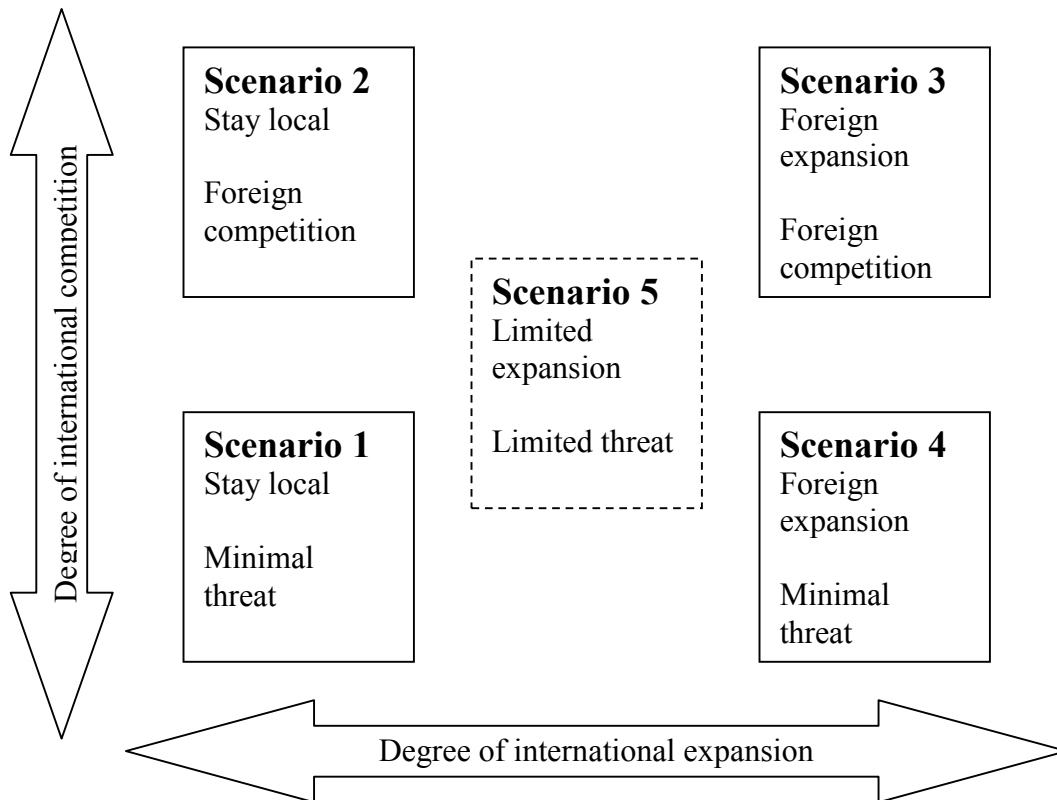 Degree of international competition
Scenario 2
Stay local
Foreign
competition
Scenario 3
Foreign
expansion
Foreign
competition
Scenario 5
Limited
expansion
Limited threat
Scenario 1
Stay local
Minimal
threat
Scenario 4
Foreign
expansion
Minimal
threat
Degree of international expansion